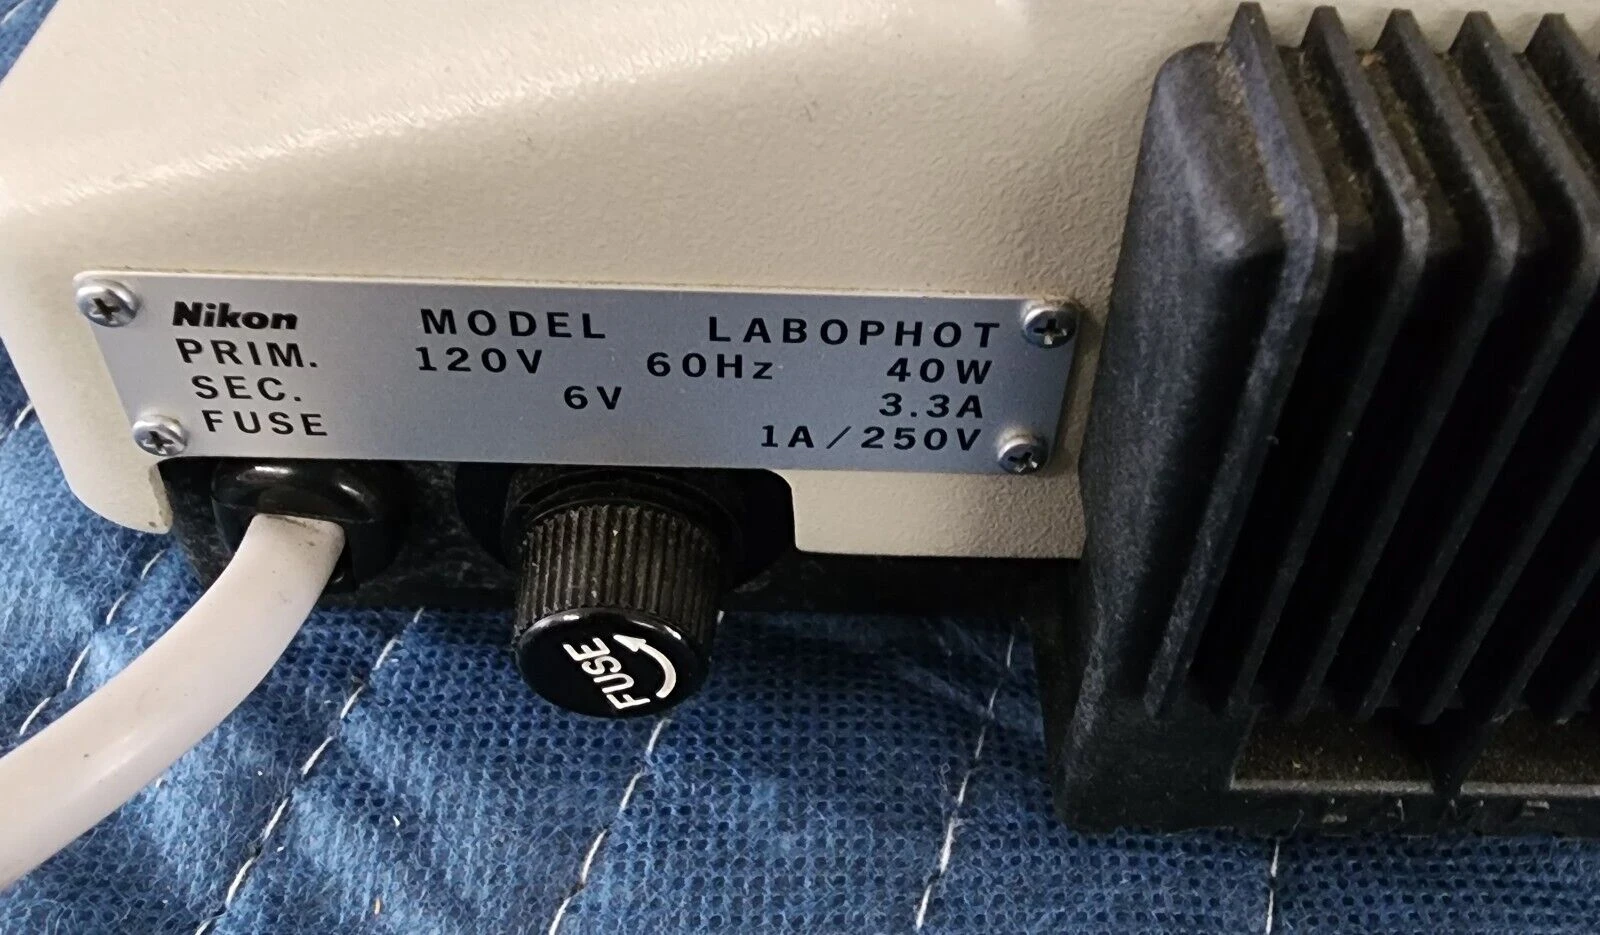 Nikon MODEL LABOPHOT
PRIM. 120V 60Hz 40W
SEC. 6V 3.3A
FUSE 1A/250V
FUSE